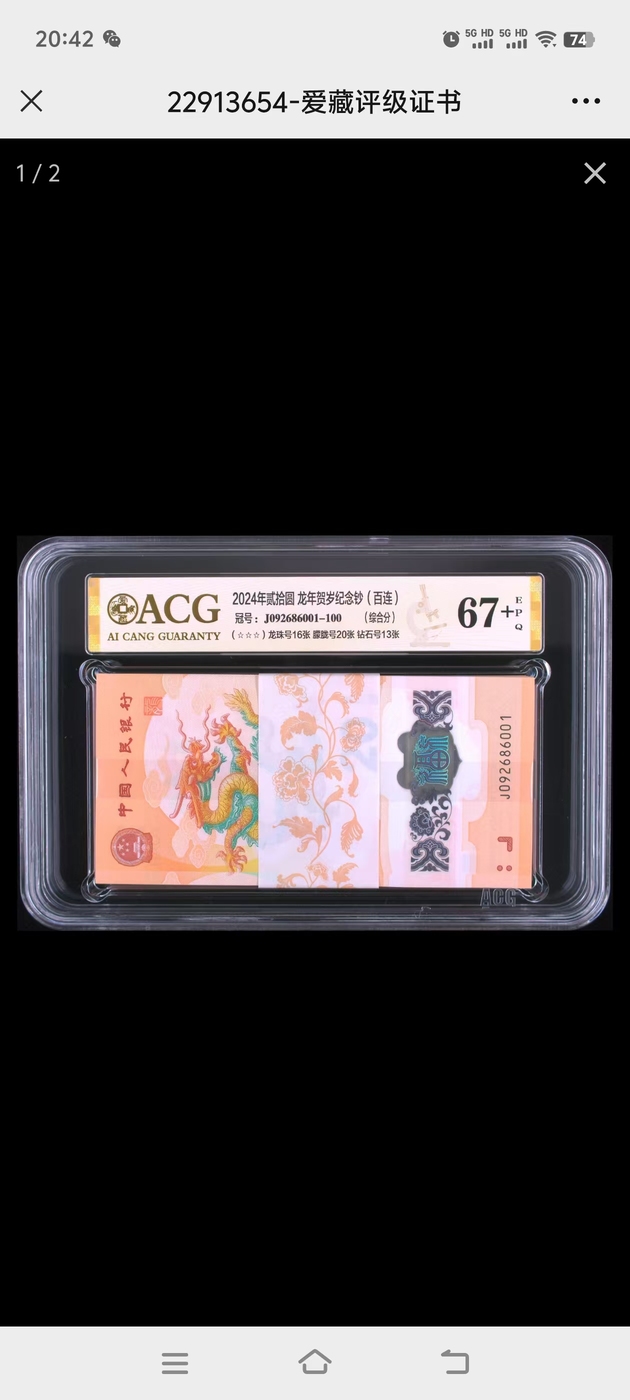 20:42
5G HD 5G HD
74
22913654-爱藏评级证书
1 / 2
ACG
AI CANG GUARANTY
2024年贰拾圆 龙年贺岁纪念钞 ( 百连 )
冠号: J092686001-100 (综合分)
(☆☆☆) 龙珠号16张 朦胧号20张 钻石号13张
67+
E
P
Q
中国人民银行
J092686001
ACG